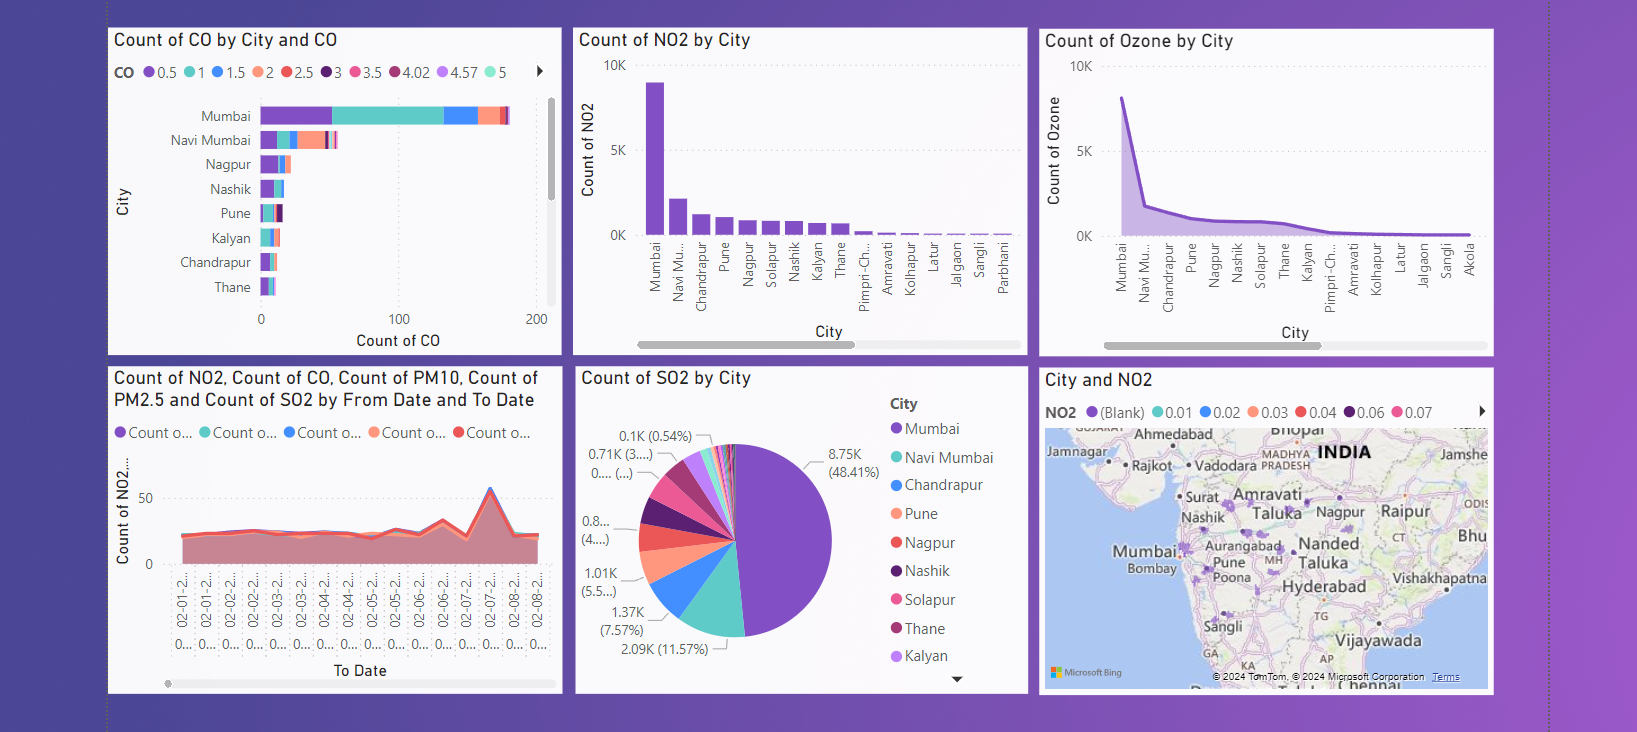 Count of CO by City and CO
CO 0.5 1 1.5 2 2.5 3 3.5 4.02 4.57 5
City
Mumbai
Navi Mumbai
Nagpur
Nashik
Pune
Kalyan
Chandrapur
Thane
0 100 200
Count of CO
Count of NO2 by City
Count of NO2
10K
5K
0K
Mumbai
Navi Mu...
Chandrapur
Pune
Nagpur
Solapur
Nashik
Kalyan
Thane
Pimpri-Ch...
Amravati
Kolhapur
Latur
Jalgaon
Sangli
Parbhani
City
Count of Ozone by City
Count of Ozone
10K
5K
0K
Mumbai
Navi Mu...
Chandrapur
Pune
Nagpur
Nashik
Solapur
Thane
Kalyan
Pimpri-Ch...
Amravati
Kolhapur
Latur
Jalgaon
Sangli
Akola
City
Count of NO2, Count of CO, Count of PM10, Count of
PM2.5 and Count of SO2 by From Date and To Date
Count o... Count o... Count o... Count o... Count o...
Count of NO2,...
50
0
02-01-2...
02-01-2...
02-02-2...
02-02-2...
02-03-2...
02-03-2...
02-04-2...
02-04-2...
02-05-2...
02-05-2...
02-06-2...
02-06-2...
02-07-2...
02-07-2...
02-08-2...
02-08-2...
0... 0... 0... 0... 0... 0... 0... 0... 0... 0... 0... 0... 0... 0... 0... 0...
To Date
Count of SO2 by City
8.75K
(48.41%)
2.09K (11.57%)
1.37K
(7.57%)
1.01K
(5.5...)
0.8...
(4....)
0.... (...)
0.71K (3....)
0.1K (0.54%)
City
Mumbai
Navi Mumbai
Chandrapur
Pune
Nagpur
Nashik
Solapur
Thane
Kalyan
City and NO2
NO2 (Blank) 0.01 0.02 0.03 0.04 0.06 0.07
GUJARAT
Ahmedabad
Bhopal
Jamnagar
Rajkot
Vadodara
MADHYA
PRADESH
INDIA
Jamshe
Surat
Amravati
Taluka
Nashik
Nagpur
Raipur
ODIS
CT
Bhu
Mumbai
Bombay
Aurangabad
MH
Nanded
Taluka
Pune
Poona
Hyderabad
Vishakhapatna
TG
Sangli
Vijayawada
GA
KA
AP
Chennai
Microsoft Bing
© 2024 TomTom, © 2024 Microsoft Corporation Terms